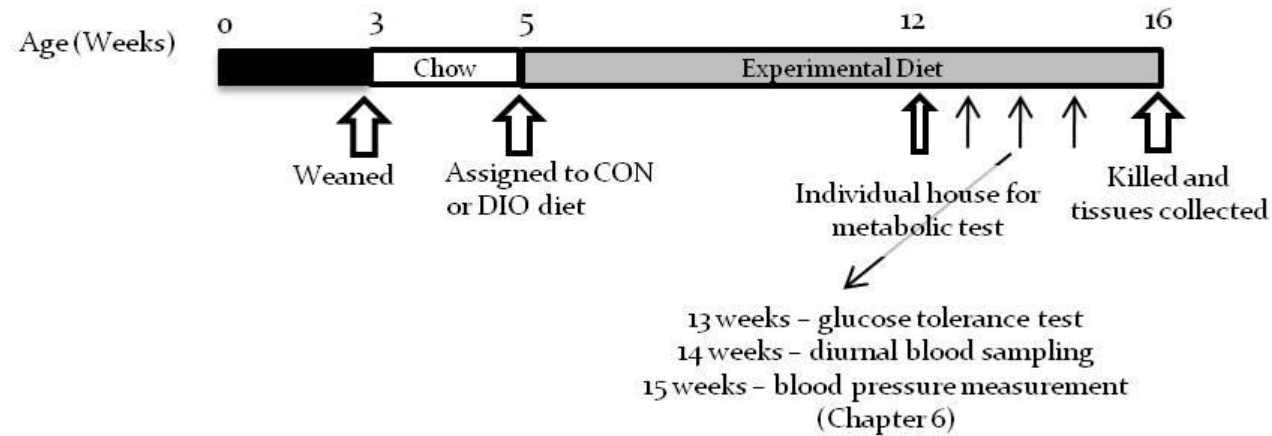 0 3 5 12 16
Age (Weeks)
Chow
Experimental Diet
Weaned
Assigned to CON
or DIO diet
Individual house for
metabolic test
Killed and
tissues collected
13 weeks – glucose tolerance test
14 weeks – diurnal blood sampling
15 weeks – blood pressure measurement
(Chapter 6)